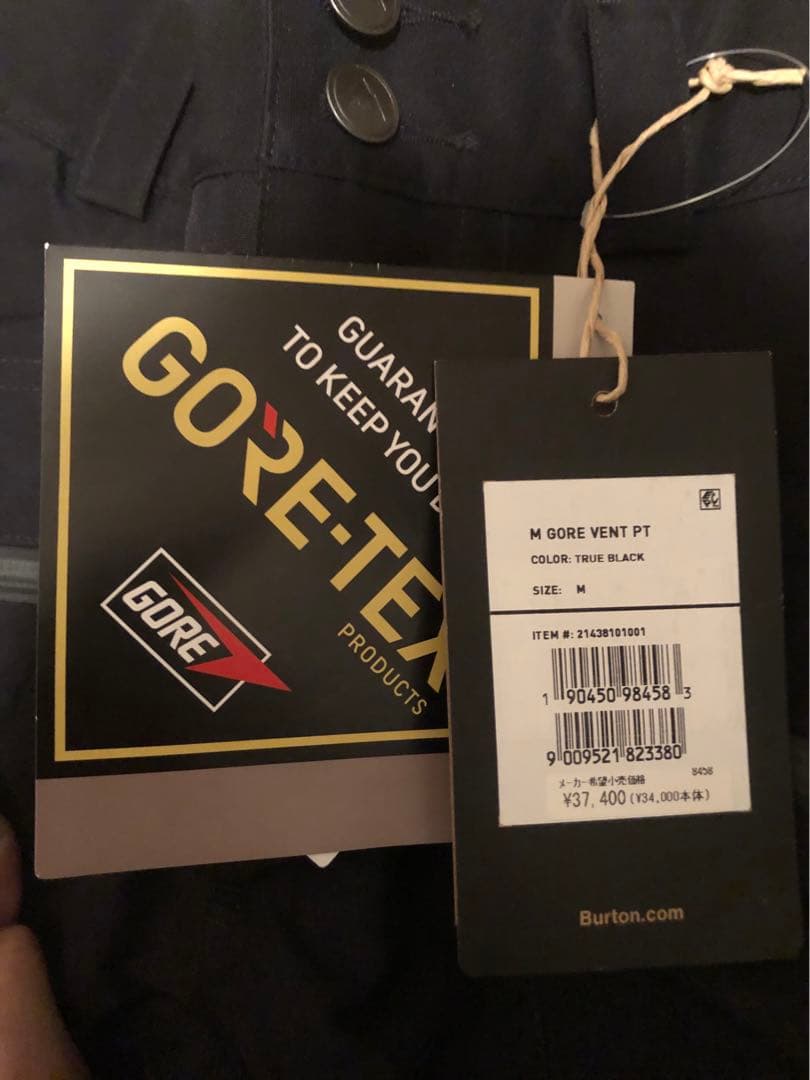 GUARAN
TO KEEP YOU
GORE-TEX
PRODUCTS
GORE
M GORE VENT PT
COLOR: TRUE BLACK
SIZE: M
ITEM #: 21438101001
1 90450 98458 3
9 009521 823380
メーカー希望小売価格 8458
¥37,400 (¥34,000本体)
Burton.com